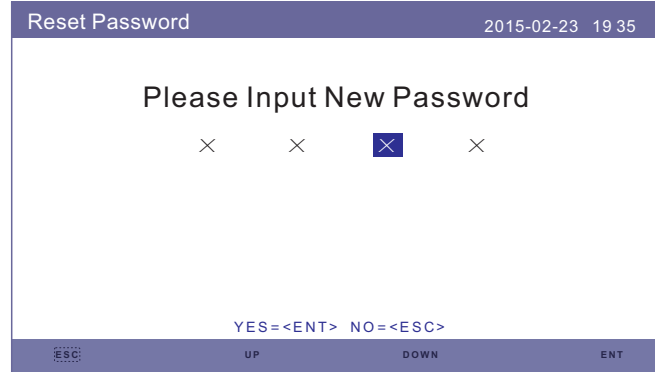 Reset Password 2015-02-23 19 35
Please Input New Password
X X X X
YES=<ENT> NO=<ESC>
ESC UP DOWN ENT